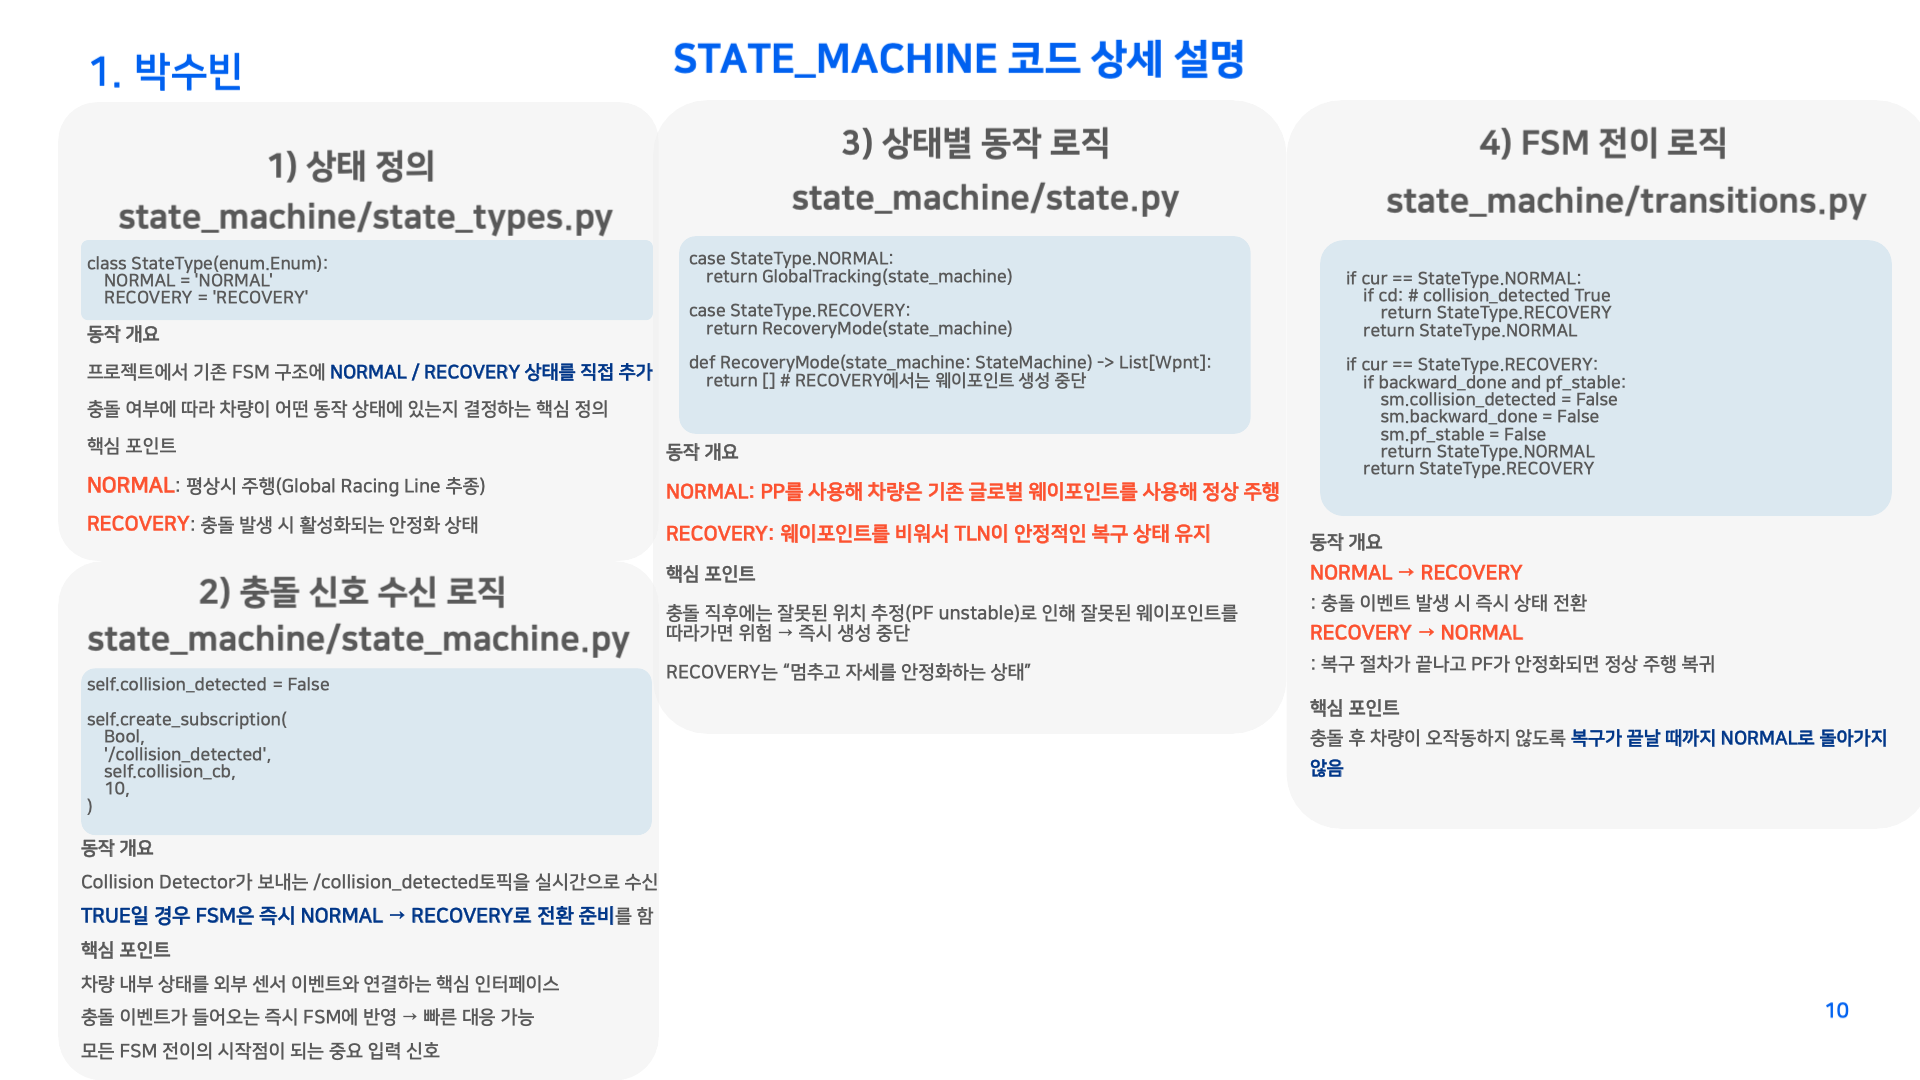 1. 박수빈
STATE_MACHINE 코드 상세 설명
1) 상태 정의
state_machine/state_types.py
class StateType(enum.Enum):
    NORMAL = 'NORMAL'
    RECOVERY = 'RECOVERY'
동작 개요
프로젝트에서 기존 FSM 구조에 NORMAL / RECOVERY 상태를 직접 추가
충돌 여부에 따라 차량이 어떤 동작 상태에 있는지 결정하는 핵심 정의
핵심 포인트
NORMAL: 평상시 주행(Global Racing Line 추종)
RECOVERY: 충돌 발생 시 활성화되는 안정화 상태
2) 충돌 신호 수신 로직
state_machine/state_machine.py
self.collision_detected = False
self.create_subscription(
    Bool,
    '/collision_detected',
    self.collision_cb,
    10,
)
동작 개요
Collision Detector가 보내는 /collision_detected토픽을 실시간으로 수신
TRUE일 경우 FSM은 즉시 NORMAL → RECOVERY로 전환 준비를 함
핵심 포인트
차량 내부 상태를 외부 센서 이벤트와 연결하는 핵심 인터페이스
충돌 이벤트가 들어오는 즉시 FSM에 반영 → 빠른 대응 가능
모든 FSM 전이의 시작점이 되는 중요 입력 신호
3) 상태별 동작 로직
state_machine/state.py
case StateType.NORMAL:
    return GlobalTracking(state_machine)
case StateType.RECOVERY:
    return RecoveryMode(state_machine)
def RecoveryMode(state_machine: StateMachine) -> List[Wpnt]:
    return [] # RECOVERY에서는 웨이포인트 생성 중단
동작 개요
NORMAL: PP를 사용해 차량은 기존 글로벌 웨이포인트를 사용해 정상 주행
RECOVERY: 웨이포인트를 비워서 TLN이 안정적인 복구 상태 유지
핵심 포인트
충돌 직후에는 잘못된 위치 추정(PF unstable)로 인해 잘못된 웨이포인트를
따라가면 위험 → 즉시 생성 중단
RECOVERY는 “멈추고 자세를 안정화하는 상태”
4) FSM 전이 로직
state_machine/transitions.py
if cur == StateType.NORMAL:
    if cd: # collision_detected True
        return StateType.RECOVERY
    return StateType.NORMAL
if cur == StateType.RECOVERY:
    if backward_done and pf_stable:
        sm.collision_detected = False
        sm.backward_done = False
        sm.pf_stable = False
        return StateType.NORMAL
    return StateType.RECOVERY
동작 개요
NORMAL → RECOVERY
: 충돌 이벤트 발생 시 즉시 상태 전환
RECOVERY → NORMAL
: 복구 절차가 끝나고 PF가 안정화되면 정상 주행 복귀
핵심 포인트
충돌 후 차량이 오작동하지 않도록 복구가 끝날 때까지 NORMAL로 돌아가지
않음
10